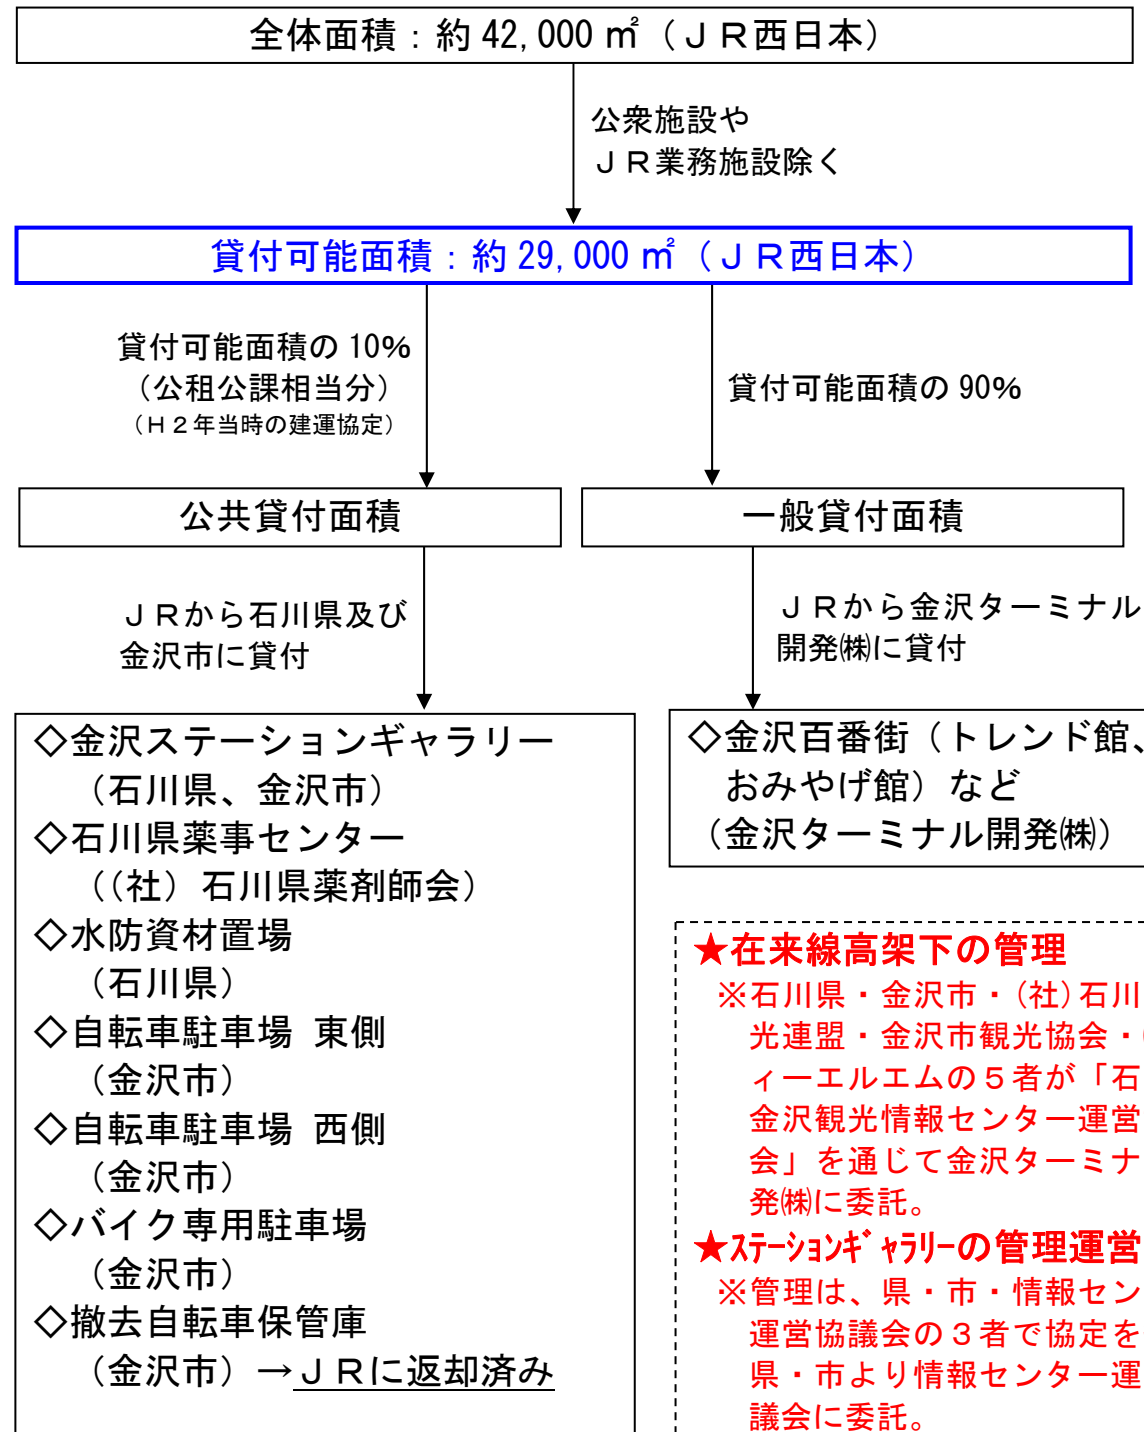 全体面積：約 42,000 ㎡（ＪＲ西日本）
公衆施設や
ＪＲ業務施設除く
貸付可能面積：約 29,000 ㎡（ＪＲ西日本）
貸付可能面積の 10%
（公租公課相当分）
（Ｈ２年当時の建運協定）
貸付可能面積の 90%
公共貸付面積
一般貸付面積
ＪＲから石川県及び
金沢市に貸付
ＪＲから金沢ターミナル
開発㈱に貸付
◇金沢ステーションギャラリー
（石川県、金沢市）
◇石川県薬事センター
（(社）石川県薬剤師会）
◇水防資材置場
（石川県）
◇自転車駐車場 東側
（金沢市）
◇自転車駐車場 西側
（金沢市）
◇バイク専用駐車場
（金沢市）
◇撤去自転車保管庫
（金沢市）→ＪＲに返却済み
◇金沢百番街（トレンド館、
おみやげ館）など
（金沢ターミナル開発㈱）
★在来線高架下の管理
※石川県・金沢市・(社)石川
光連盟・金沢市観光協会・
ィーエルエムの５者が「石
金沢観光情報センター運営
会」を通じて金沢ターミナ
発㈱に委託。
★ｽﾃｰｼｮﾝｷﾞｬﾗﾘｰの管理運営
※管理は、県・市・情報セン
運営協議会の３者で協定を
県・市より情報センター運
議会に委託。